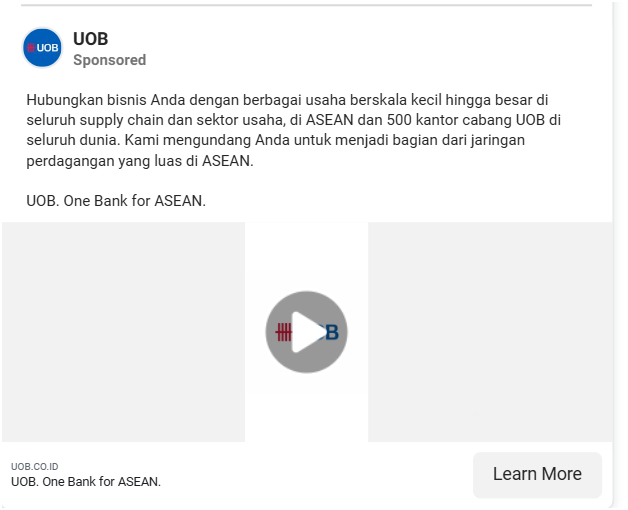 UOB
UOB
Sponsored
Hubungkan bisnis Anda dengan berbagai usaha berskala kecil hingga besar di
seluruh supply chain dan sektor usaha, di ASEAN dan 500 kantor cabang UOB di
seluruh dunia. Kami mengundang Anda untuk menjadi bagian dari jaringan
perdagangan yang luas di ASEAN.
UOB. One Bank for ASEAN.
UOB.CO.ID
UOB. One Bank for ASEAN.
Learn More